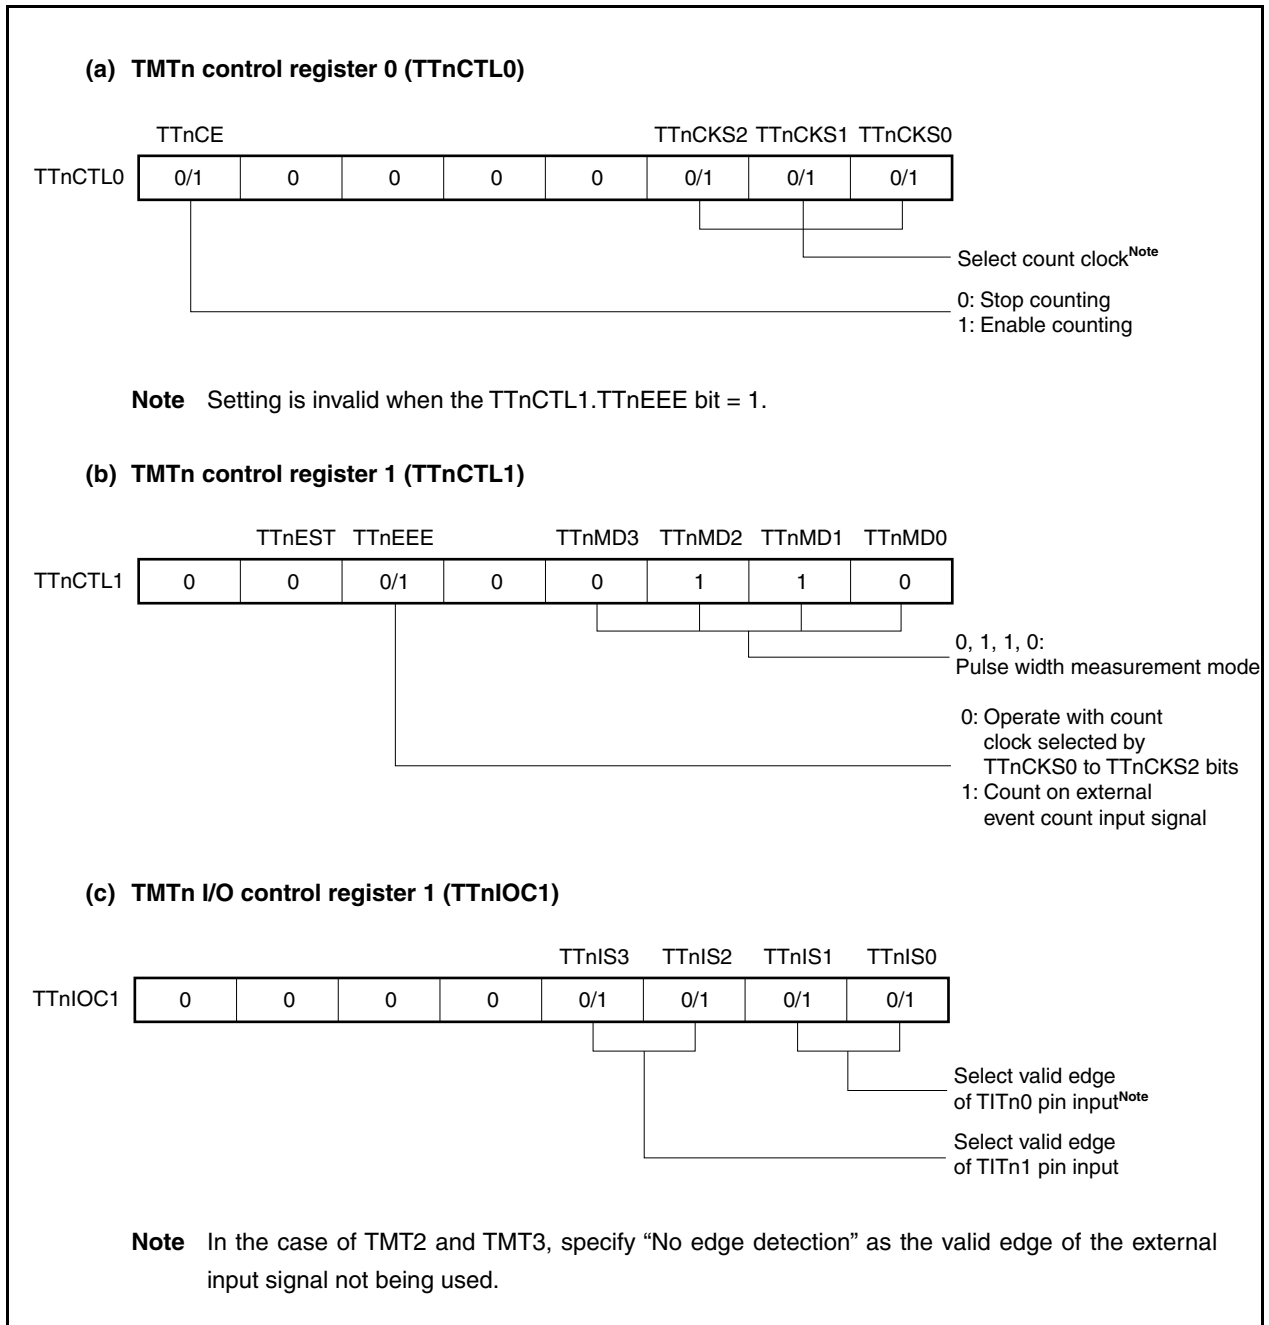 (a) TMTn control register 0 (TTnCTL0)
TTnCE TTnCKS2 TTnCKS1 TTnCKS0
TTnCTL0 0/1 0 0 0 0 0/1 0/1 0/1
Select count clockNote
0: Stop counting
1: Enable counting
Note Setting is invalid when the TTnCTL1.TTnEEE bit = 1.
(b) TMTn control register 1 (TTnCTL1)
TTnEST TTnEEE TTnMD3 TTnMD2 TTnMD1 TTnMD0
TTnCTL1 0 0 0/1 0 0 1 1 0
0, 1, 1, 0:
Pulse width measurement mode
0: Operate with count
clock selected by
TTnCKS0 to TTnCKS2 bits
1: Count on external
event count input signal
(c) TMTn I/O control register 1 (TTnIOC1)
TTnIS3 TTnIS2 TTnIS1 TTnIS0
TTnIOC1 0 0 0 0 0/1 0/1 0/1 0/1
Select valid edge
of TITn0 pin inputNote
Select valid edge
of TITn1 pin input
Note In the case of TMT2 and TMT3, specify “No edge detection” as the valid edge of the external
input signal not being used.